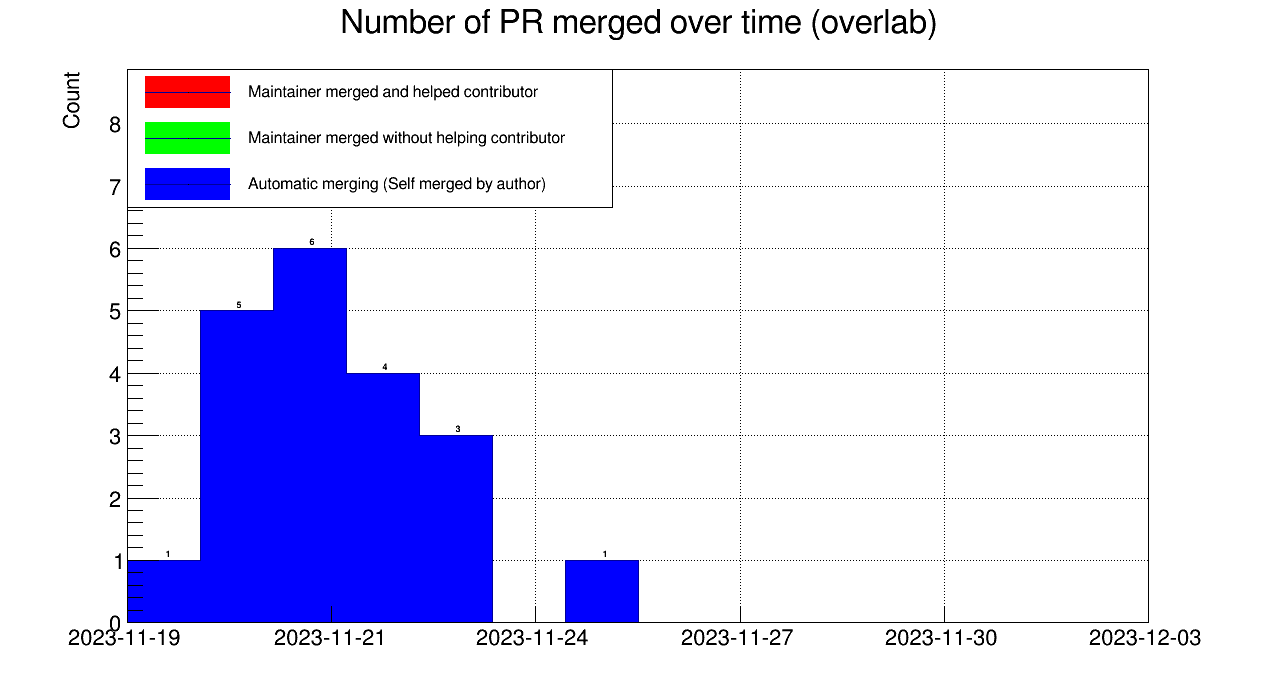 Number of PR merged over time (overlab)
Count
Maintainer merged and helped contributor
Maintainer merged without helping contributor
Automatic merging (Self merged by author)
8
7
6
5
4
3
2
1
0
1
5
6
4
3
1
2023-11-19 2023-11-21 2023-11-24 2023-11-27 2023-11-30 2023-12-03